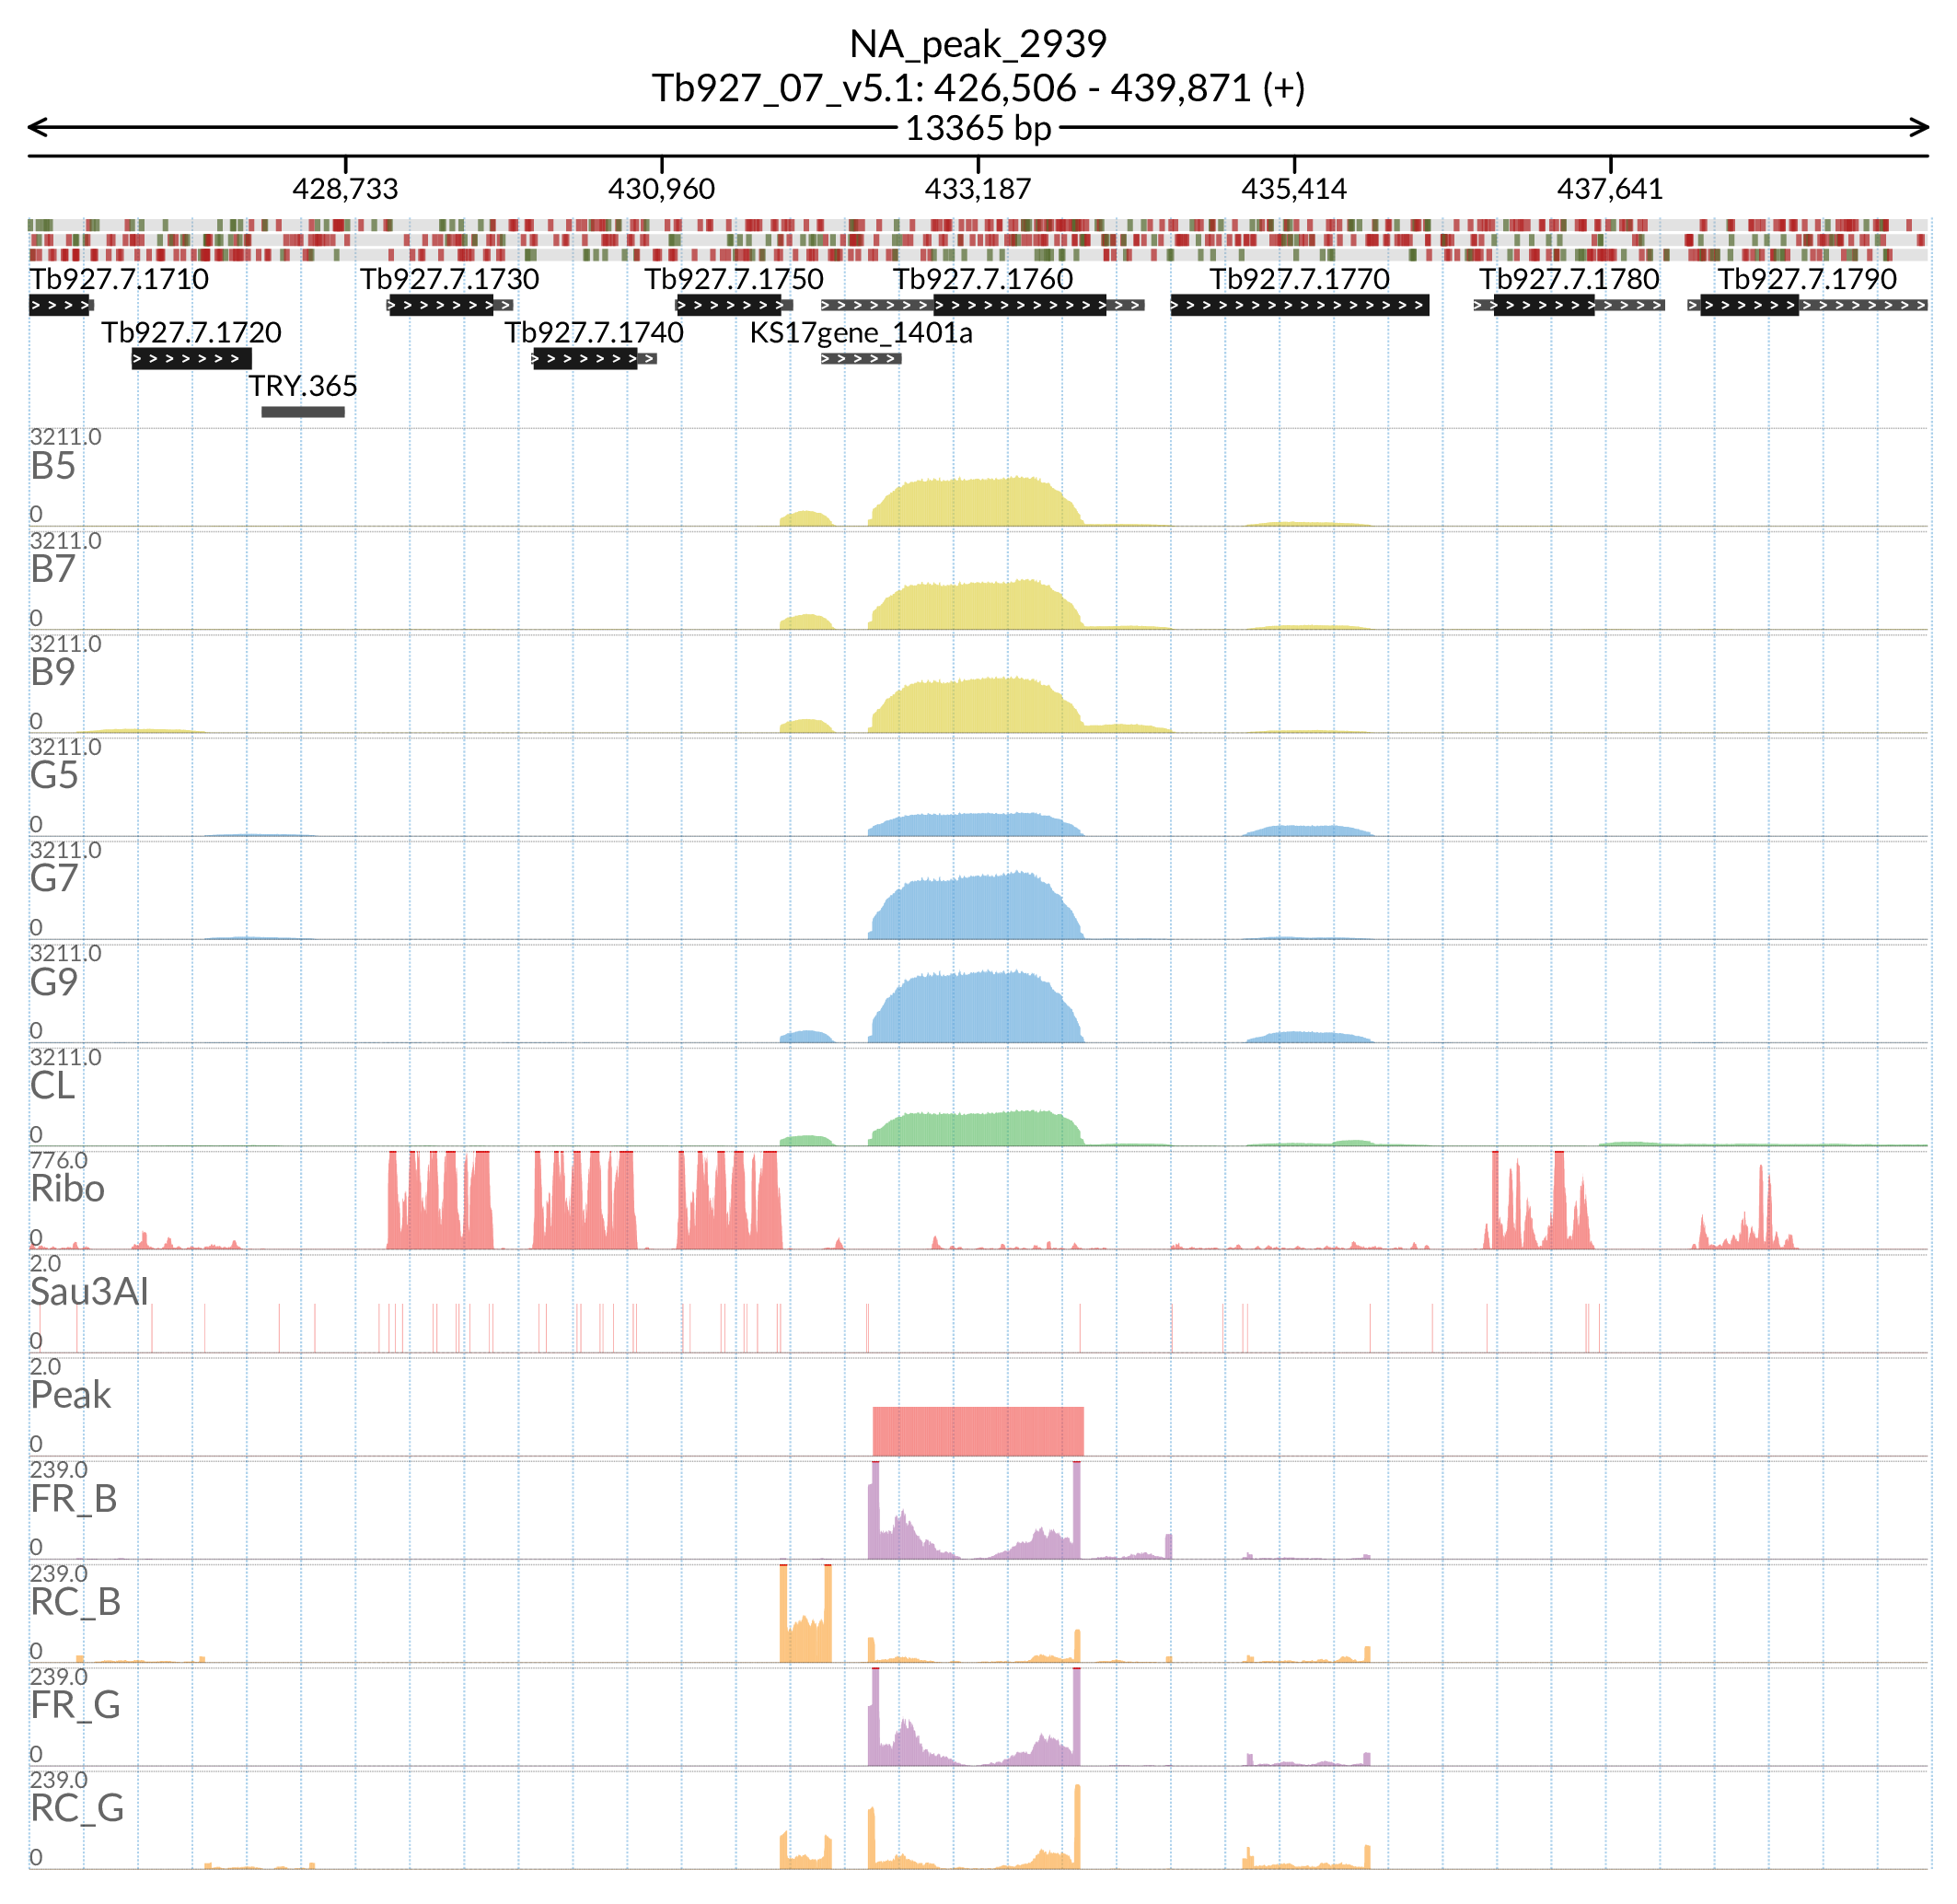 NA_peak_2939
Tb927_07_v5.1: 426,506 - 439,871 (+)
13365 bp
428,733 430,960 433,187 435,414 437,641
Tb927.7.1710 Tb927.7.1730 Tb927.7.1750 Tb927.7.1760 Tb927.7.1770 Tb927.7.1780 Tb927.7.1790
Tb927.7.1720 Tb927.7.1740 KS17gene_1401a
TRY.365
3211.0
B5
0
3211.0
B7
0
3211.0
B9
0
3211.0
G5
0
3211.0
G7
0
3211.0
G9
0
3211.0
CL
0
776.0
Ribo
0
2.0
Sau3AI
0
2.0
Peak
0
239.0
FR_B
0
239.0
RC_B
0
239.0
FR_G
0
239.0
RC_G
0